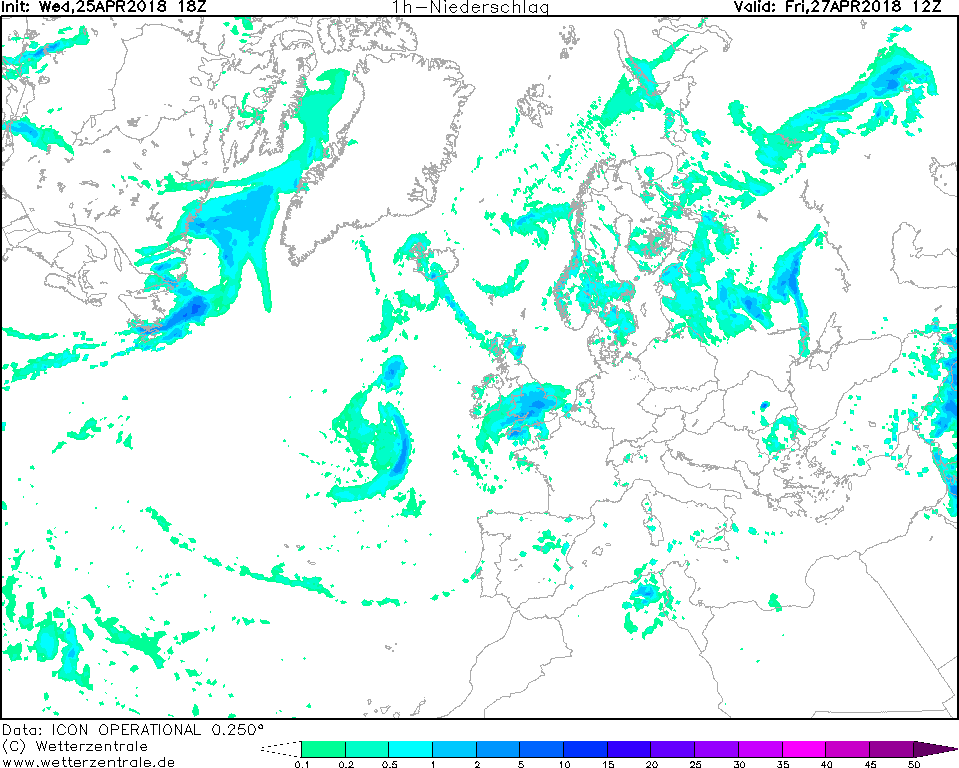 Init: Wed,25APR2018 18Z 1h-Niederschlag Valid: Fri,27APR2018 12Z
Data: ICON OPERATIONAL 0.250°
(C) Wetterzentrale
www.wetterzentrale.de
0.1 0.2 0.5 1 2 5 10 15 20 25 30 35 40 45 50